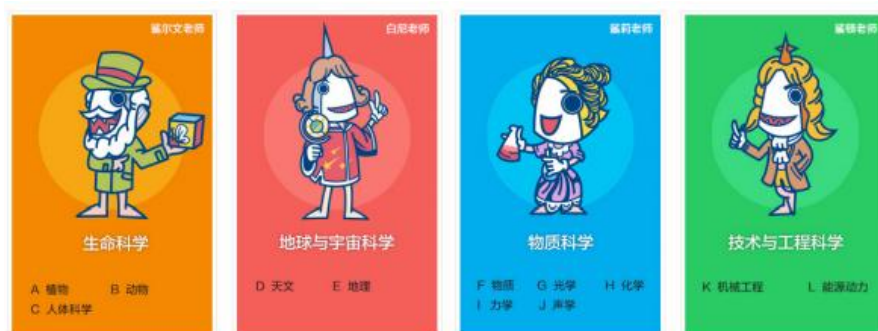 鲨尔文老师
生命科学
A 植物 B 动物
C 人体科学
白尼老师
地球与宇宙科学
D 天文 E 地理
鲨莉老师
物质科学
F 物质 G 光学 H 化学
I 力学 J 声学
鲨顿老师
技术与工程科学
K 机械工程 L 能源动力